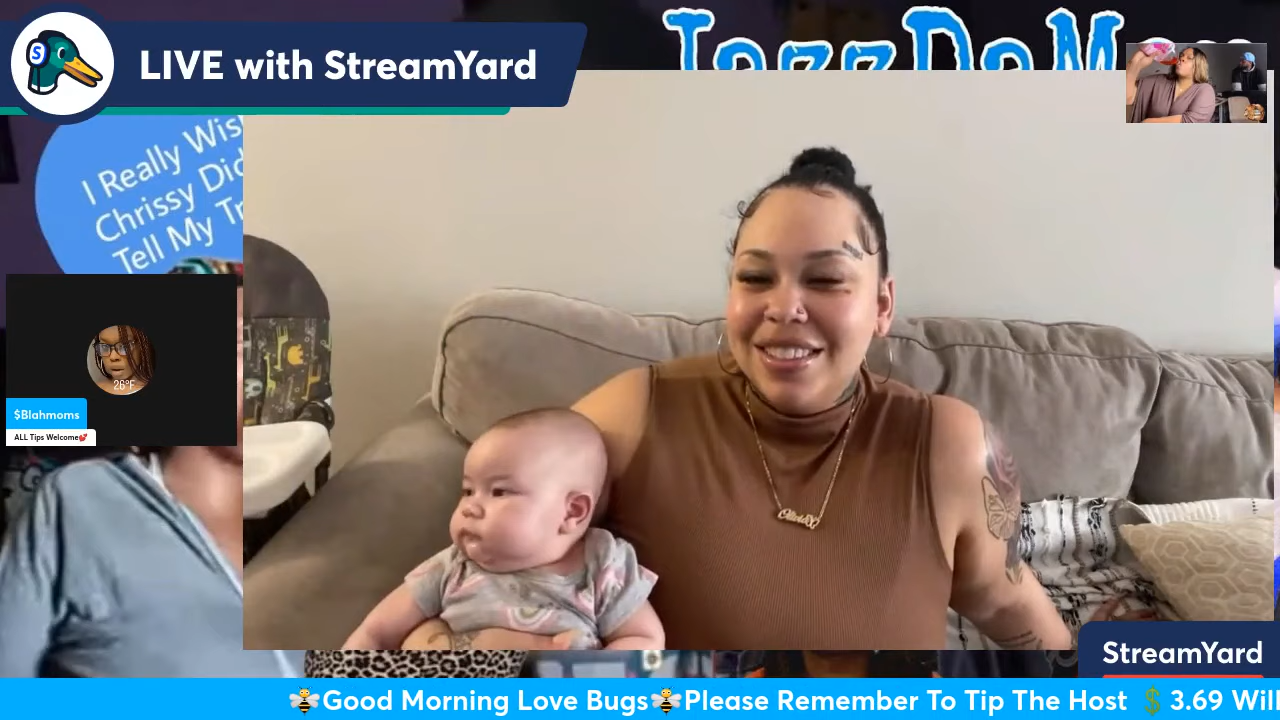 LIVE with StreamYard
S
JazzDaMom
I Really Wis
Chrissy Did
Tell My Tr
26°F
$Blahmoms
ALL Tips Welcome💕
StreamYard
🐝Good Morning Love Bugs🐝Please Remember To Tip The Host 💲3.69 Will